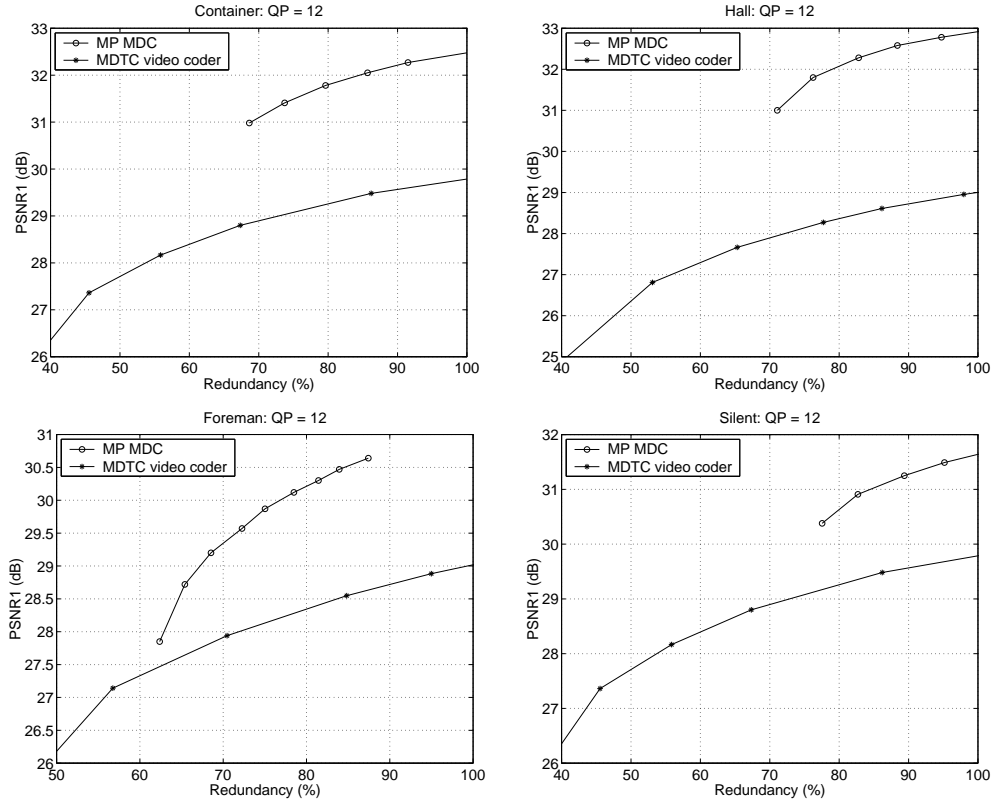 Container: QP = 12
MP MDC
MDTC video coder
PSNR1 (dB)
33
32
31
30
29
28
27
26
40 50 60 70 80 90 100
Redundancy (%)
Hall: QP = 12
MP MDC
MDTC video coder
PSNR1 (dB)
33
32
31
30
29
28
27
26
25
40 50 60 70 80 90 100
Redundancy (%)
Foreman: QP = 12
MP MDC
MDTC video coder
PSNR1 (dB)
31
30.5
30
29.5
29
28.5
28
27.5
27
26.5
26
50 60 70 80 90 100
Redundancy (%)
Silent: QP = 12
MP MDC
MDTC video coder
PSNR1 (dB)
32
31
30
29
28
27
26
40 50 60 70 80 90 100
Redundancy (%)